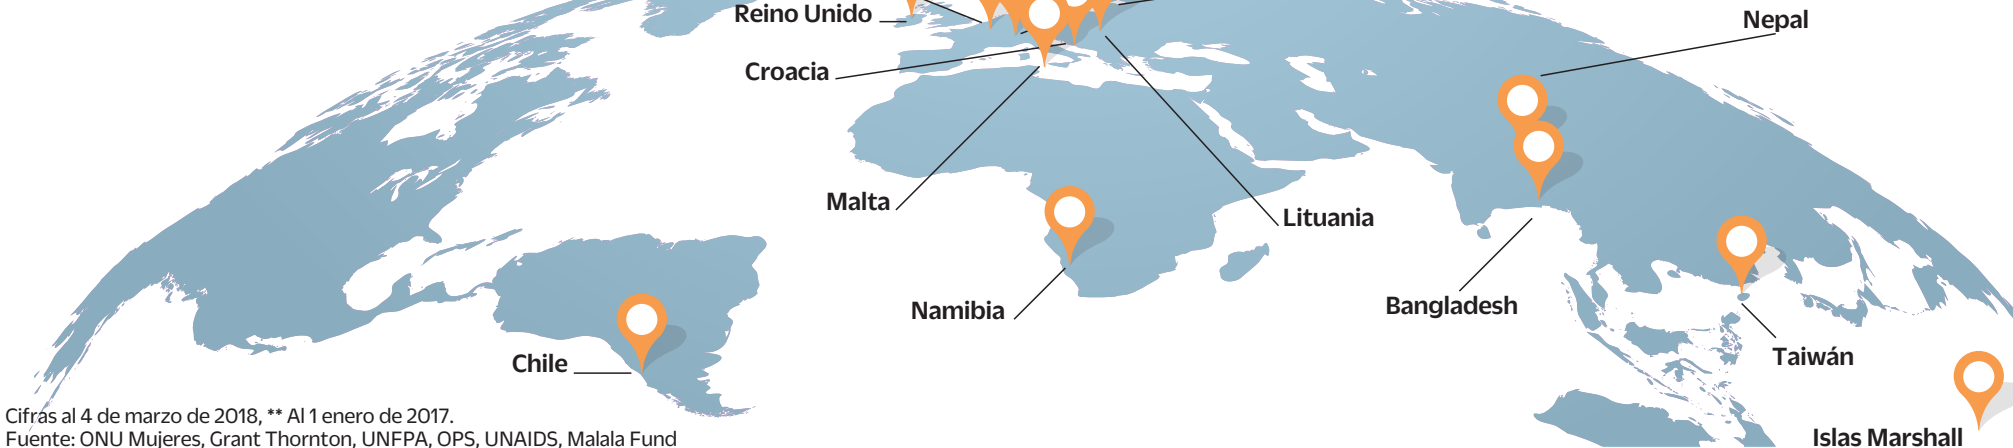 Reino Unido
Nepal
Croacia
Malta
Lituania
Namibia
Bangladesh
Chile
Taiwán
Cifras al 4 de marzo de 2018, ** Al 1 enero de 2017.
Fuente: ONU Mujeres, Grant Thornton, UNFPA, OPS, UNAIDS, Malala Fund
Islas Marshall